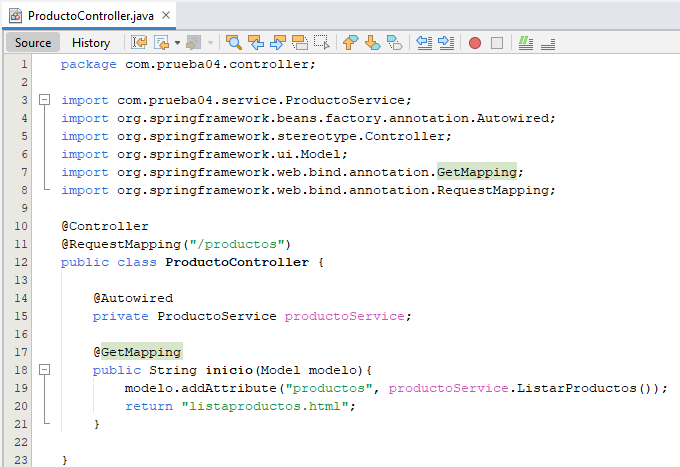 ProductoController.java
Source History
1 package com.prueba04.controller;
2
3 import com.prueba04.service.ProductoService;
4 import org.springframework.beans.factory.annotation.Autowired;
5 import org.springframework.stereotype.Controller;
6 import org.springframework.ui.Model;
7 import org.springframework.web.bind.annotation.GetMapping;
8 import org.springframework.web.bind.annotation.RequestMapping;
9
10 @Controller
11 @RequestMapping("/productos")
12 public class ProductoController {
13
14 @Autowired
15 private ProductoService productoService;
16
17 @GetMapping
18 public String inicio(Model modelo){
19 modelo.addAttribute("productos", productoService.ListarProductos());
20 return "listaproductos.html";
21 }
22
23 }